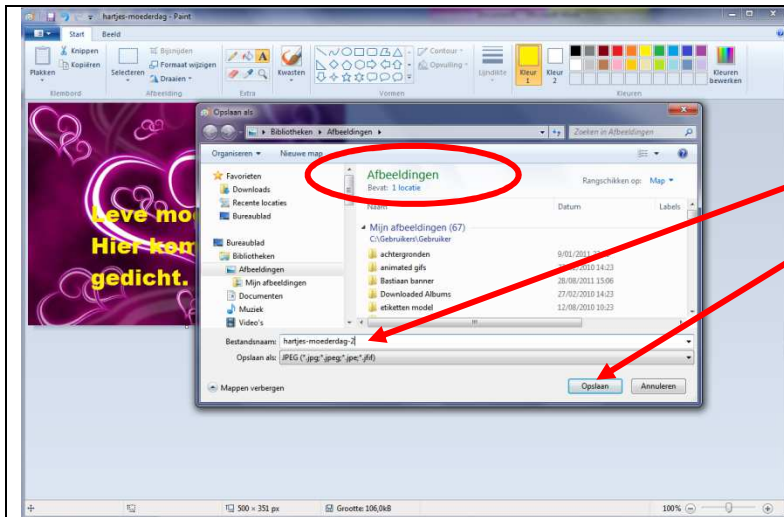 hartjes-moederdag - Paint
Start Beeld
Plakken
Knippen
Kopiëren
Klembord
Selecteren
Bijsnijden
Formaat wijzigen
Draaien
Afbeelding
Extra
Kwasten
Vormen
Contour
Opvulling
Lijndikte
Kleur 1
Kleur 2
Kleuren
Kleuren bewerken
Leve mo
Hier kom
gedicht.
Opslaan als
Bibliotheken Afbeeldingen
Zoeken in Afbeeldingen
Organiseren Nieuwe map
Favorieten
Downloads
Recente locaties
Bureaublad
Bureaublad
Bibliotheken
Afbeeldingen
Mijn afbeeldingen
Documenten
Muziek
Video's
Afbeeldingen
Bevat: 1 locatie
Rangschikken op: Map
Naam Datum Labels
Mijn afbeeldingen (67)
C:\Gebruikers\Gebruiker
achtergronden 9/01/2011
animated gifs 2010 14:23
Bastiaan banner 28/08/2011 15:06
Downloaded Albums 27/02/2010 14:23
etiketten model 12/08/2010 10:23
Bestandsnaam: hartjes-moederdag-2
Opslaan als: JPEG (*.jpg;*.jpeg;*.jpe;*.jfif)
Mappen verbergen
Opslaan Annuleren
500 × 351 px Grootte: 106,0kB 100%